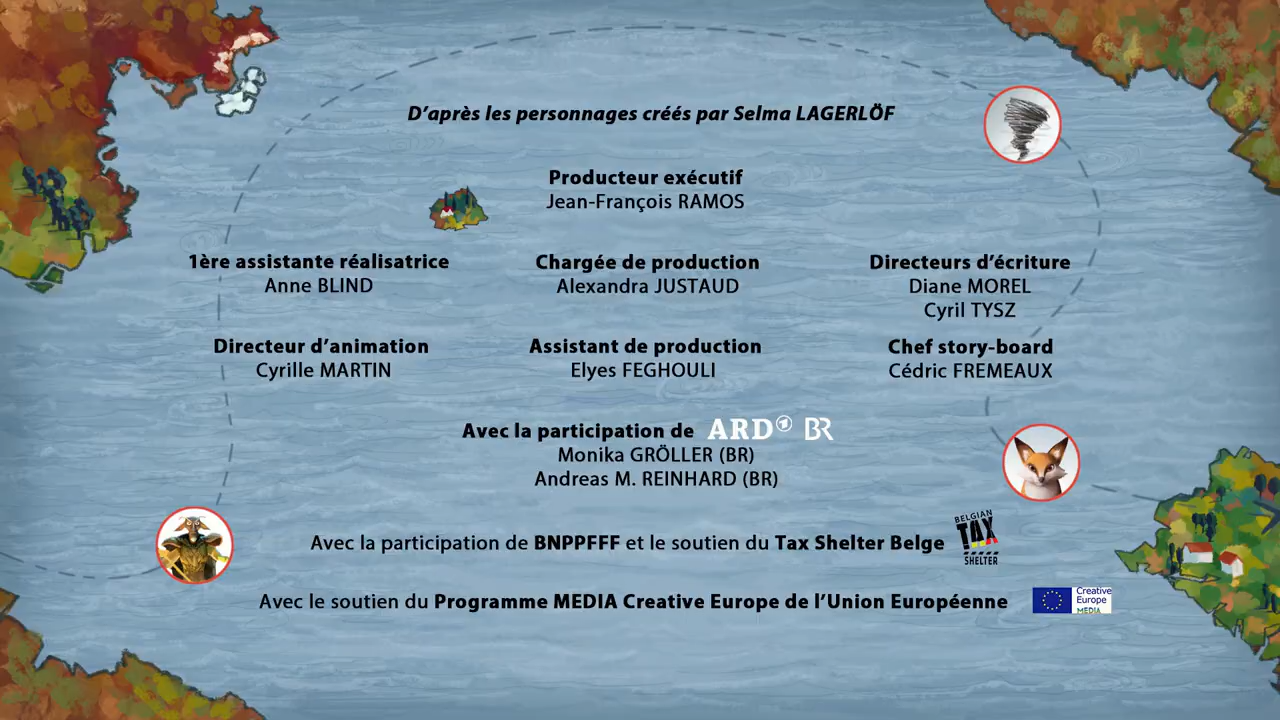 D'après les personnages créés par Selma LAGERLÖF
Producteur exécutif
Jean-François RAMOS
1ère assistante réalisatrice
Anne BLIND
Chargée de production
Alexandra JUSTAUD
Directeurs d'écriture
Diane MOREL
Cyril TYSZ
Directeur d'animation
Cyrille MARTIN
Assistant de production
Elyes FEGHOULI
Chef story-board
Cédric FREMEAUX
Avec la participation de ARD BR
Monika GRÖLLER (BR)
Andreas M. REINHARD (BR)
Avec la participation de BNPPFFF et le soutien du Tax Shelter Belge
BELGIAN
TAX
SHELTER
Avec le soutien du Programme MEDIA Creative Europe de l'Union Européenne
Creative
Europe
MEDIA